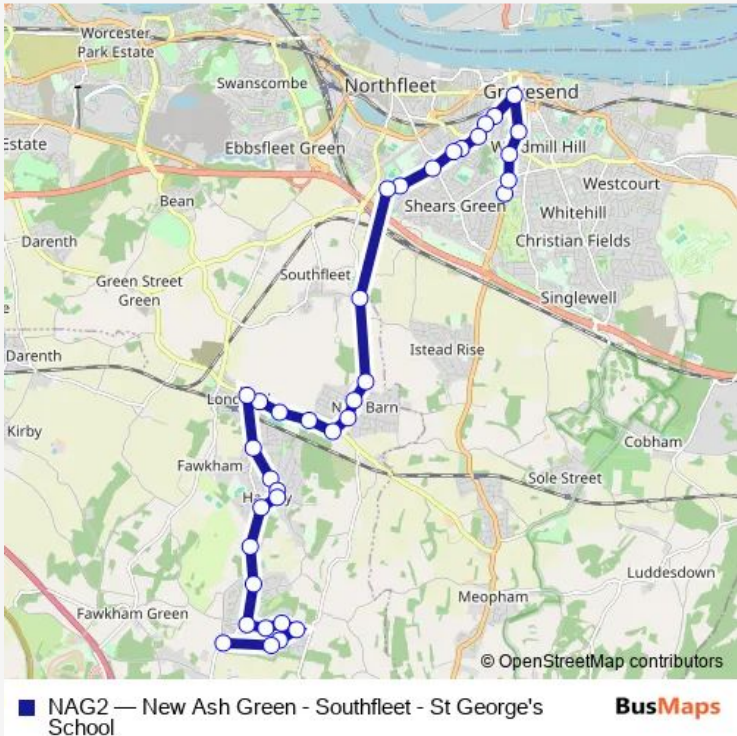 Worcester
Park Estate
Swanscombe
Northfleet
Gravesend
Estate
Ebbsfleet Green
Windmill Hill
Westcourt
Bean
Shears Green
Whitehill
Darenth
Christian Fields
Green Street
Green
Southfleet
Singlewell
Darenth
Istead Rise
Barn
Kirby
Cobham
Fawkham
Sole Street
Luddesdown
Fawkham Green
Meopham
© OpenStreetMap contributors
NAG2 — New Ash Green - Southfleet - St George's
School
BusMaps